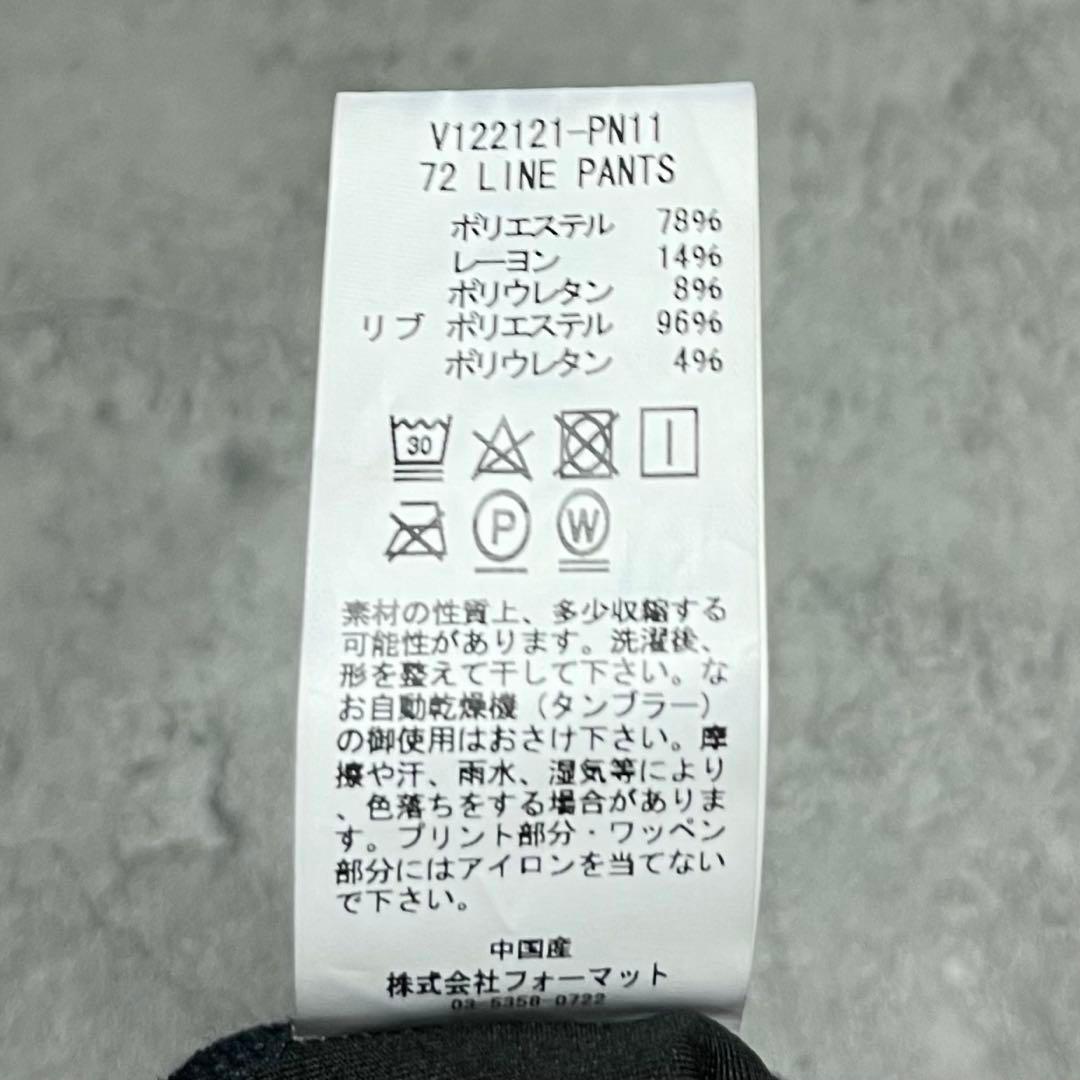 V122121-PN11
72 LINE PANTS
ポリエステル 78%
レーヨン 14%
ポリウレタン 8%
リブ ポリエステル 96%
ポリウレタン 4%
30
P W
素材の性質上、多少収縮する
可能性があります。洗濯後、
形を整えて干して下さい。な
お自動乾燥機（タンブラー）
の御使用はおさけ下さい。摩
擦や汗、雨水、湿気等により
、色落ちをする場合がありま
す。プリント部分・ワッペン
部分にはアイロンを当てない
で下さい。
中国産
株式会社フォーマット
03-5358-0722